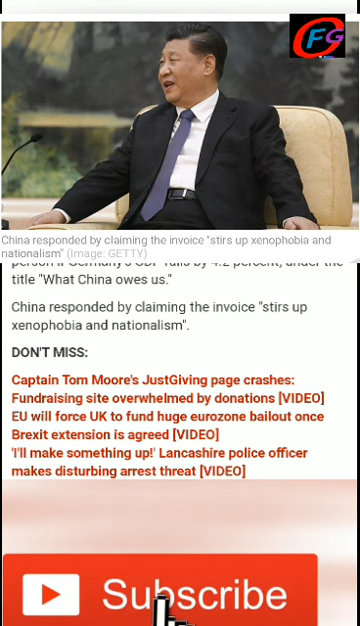 CFG
China responded by claiming the invoice "stirs up xenophobia and
nationalism" (Image: GETTY)
person if Germany's GDP falls by 4.2 percent, under the
title "What China owes us."
China responded by claiming the invoice "stirs up
xenophobia and nationalism".
DON'T MISS:
Captain Tom Moore's JustGiving page crashes:
Fundraising site overwhelmed by donations [VIDEO]
EU will force UK to fund huge eurozone bailout once
Brexit extension is agreed [VIDEO]
'I'll make something up!' Lancashire police officer
makes disturbing arrest threat [VIDEO]
Subscribe